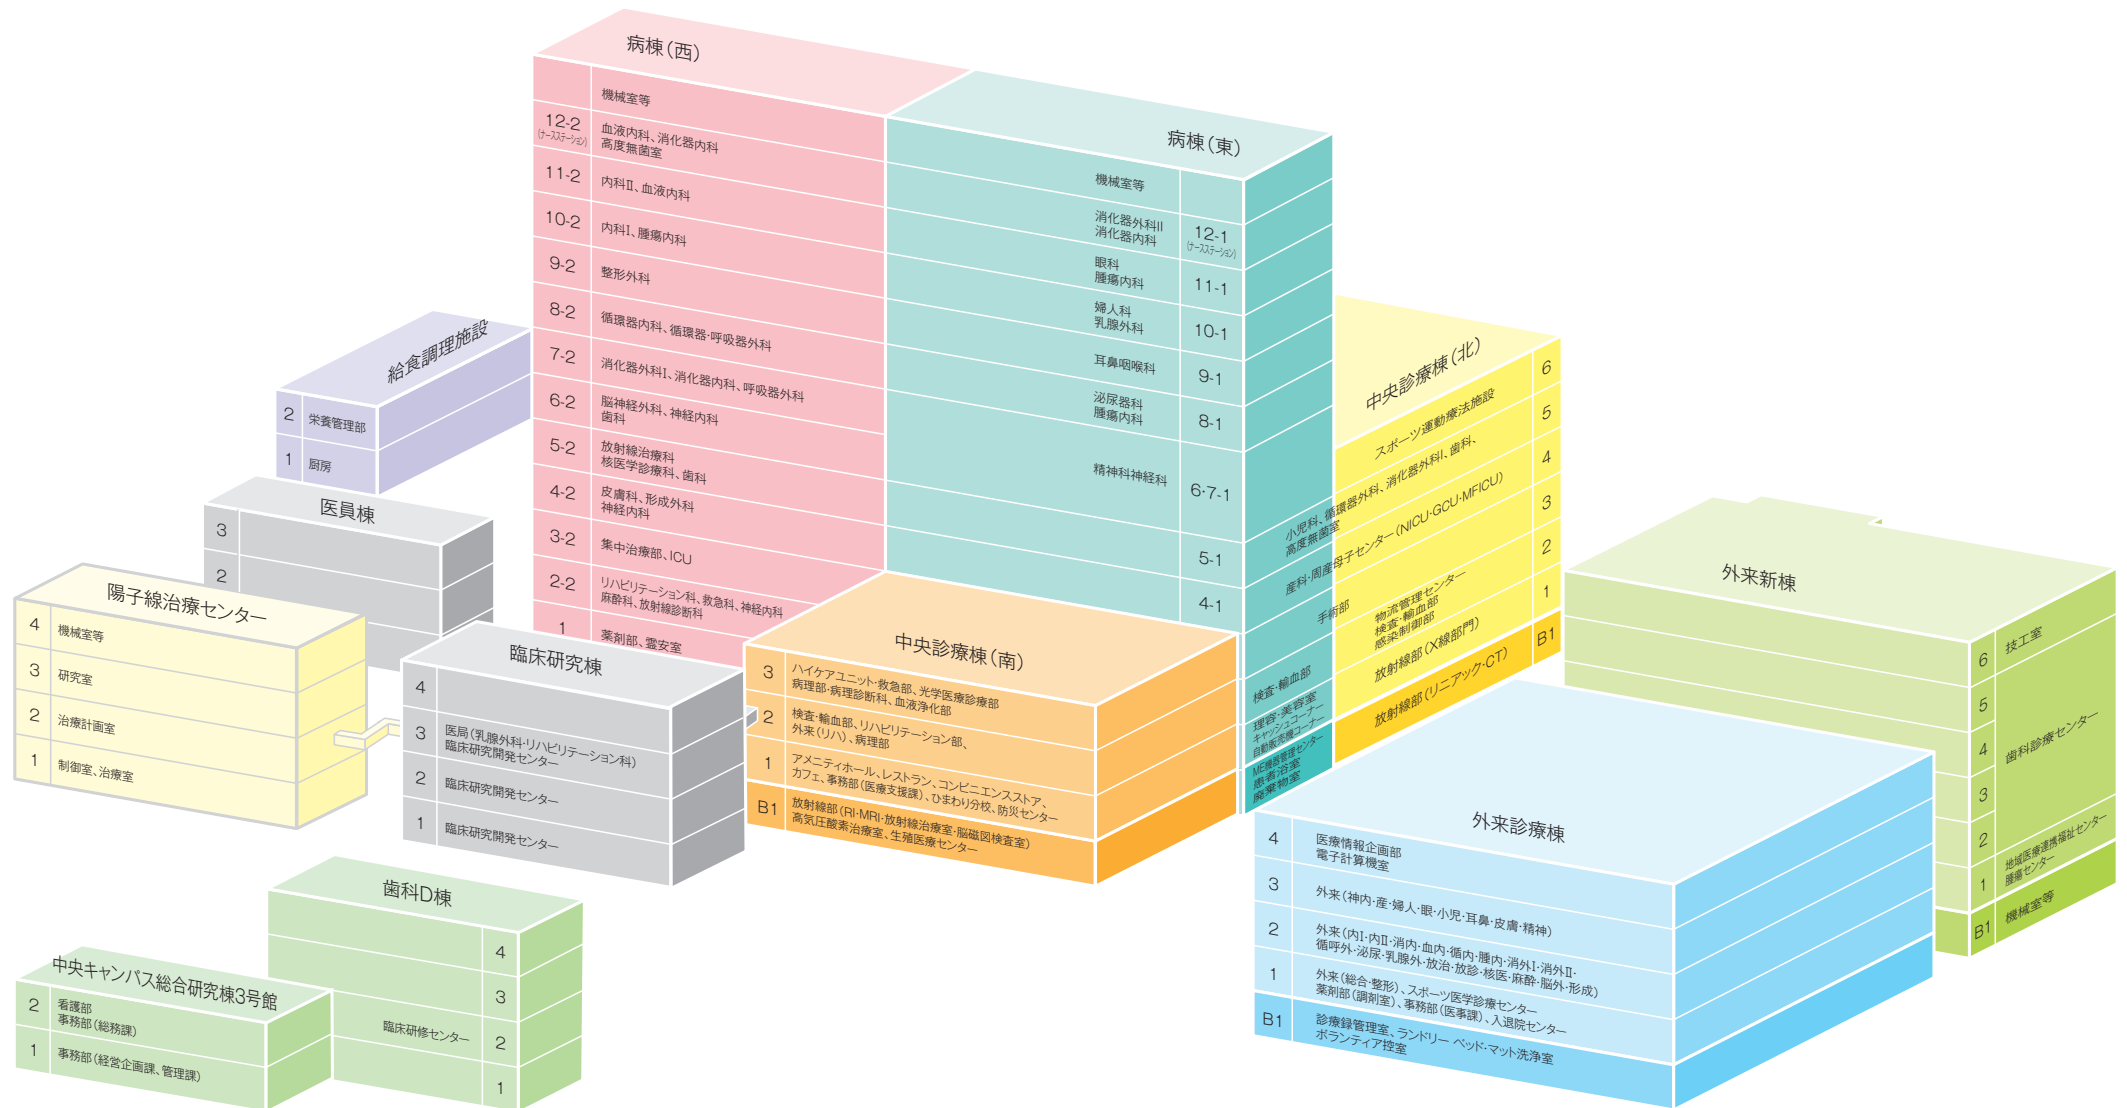 病棟(西)
機械室等
12-2
(ナースステーション)
血液内科、消化器内科
高度無菌室
11-2
内科Ⅱ、血液内科
10-2
内科Ⅰ、腫瘍内科
9-2
整形外科
8-2
循環器内科、循環器・呼吸器外科
7-2
消化器外科Ⅰ、消化器内科、呼吸器外科
6-2
脳神経外科、神経内科
歯科
5-2
放射線治療科
核医学診療科、歯科
4-2
皮膚科、形成外科
神経内科
3-2
集中治療部、ICU
2-2
リハビリテーション科、救急科、神経内科
麻酔科、放射線診断科
1
薬剤部、霊安室
病棟(東)
機械室等
消化器外科Ⅱ
消化器内科
12-1
(ナースステーション)
眼科
腫瘍内科
11-1
婦人科
乳腺外科
10-1
耳鼻咽喉科
9-1
泌尿器科
腫瘍内科
8-1
精神科神経科
6・7-1
5-1
小児科、循環器外科、消化器外科Ⅰ、歯科、
高度無菌室
4-1
産科・周産母子センター(NICU・GCU・MFICU)
手術部
検査・輸血部
理容・美容室
キャッシュコーナー
自動販売機コーナー
ME機器管理センター
患者浴室
廃棄物室
中央診療棟(北)
6
スポーツ運動療法施設
5
4
3
2
物流管理センター
検査・輸血部
感染制御部
1
放射線部(X線部門)
B1
放射線部(リニアック・CT)
給食調理施設
2
栄養管理部
1
厨房
医員棟
3
2
陽子線治療センター
4
機械室等
3
研究室
2
治療計画室
1
制御室、治療室
臨床研究棟
4
3
医局(乳腺外科・リハビリテーション科)
臨床研究開発センター
2
臨床研究開発センター
1
臨床研究開発センター
中央診療棟(南)
3
ハイケアユニット・救急部、光学医療診療部
病理部・病理診断科、血液浄化部
2
検査・輸血部、リハビリテーション部、
外来(リハ)、病理部
1
アメニティホール、レストラン、コンビニエンスストア、
カフェ、事務部(医療支援課)、ひまわり分校、防災センター
B1
放射線部(RI・MRI・放射線治療室・脳磁図検査室)
高気圧酸素治療室、生殖医療センター
外来新棟
6
技工室
5
4
歯科診療センター
3
2
1
地域医療連携福祉センター
腫瘍センター
B1
機械室等
外来診療棟
4
医療情報企画部
電子計算機室
3
外来(神内・産・婦人・眼・小児・耳鼻・皮膚・精神)
2
外来(内Ⅰ・内Ⅱ・消内・血内・循内・腫内・消外Ⅰ・消外Ⅱ・
循呼外・泌尿・乳腺外・放治・放診・核医・麻酔・脳外・形成)
1
外来(総合・整形)、スポーツ医学診療センター
薬剤部(調剤室)、事務部(医事課)、入退院センター
B1
診療録管理室、ランドリー ベッド・マット洗浄室
ボランティア控室
歯科D棟
4
3
臨床研修センター
2
1
中央キャンパス総合研究棟3号館
2
看護部
事務部(総務課)
1
事務部(経営企画課、管理課)